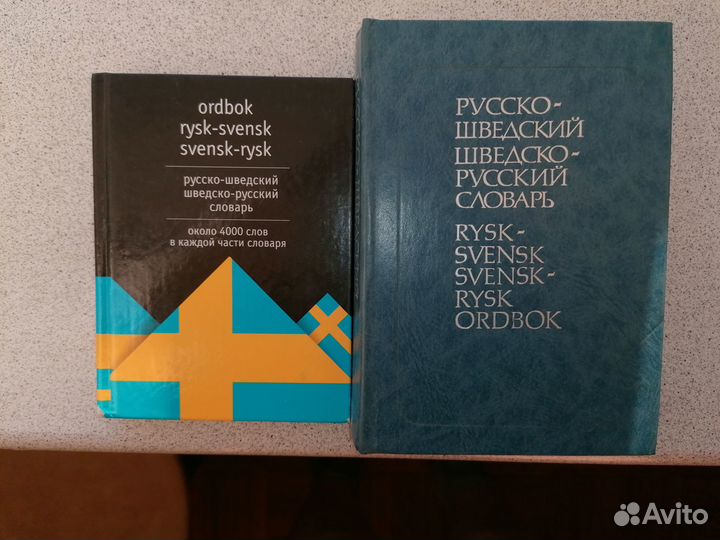 ordbok
rysk-svensk
svensk-rysk
русско-шведский
шведско-русский
словарь
около 4000 слов
в каждой части словаря
РУССКО-
ШВЕДСКИЙ
ШВЕДСКО-
РУССКИЙ
СЛОВАРЬ
RYSK-
SVENSK
SVENSK-
RYSK
ORDBOK
Avito